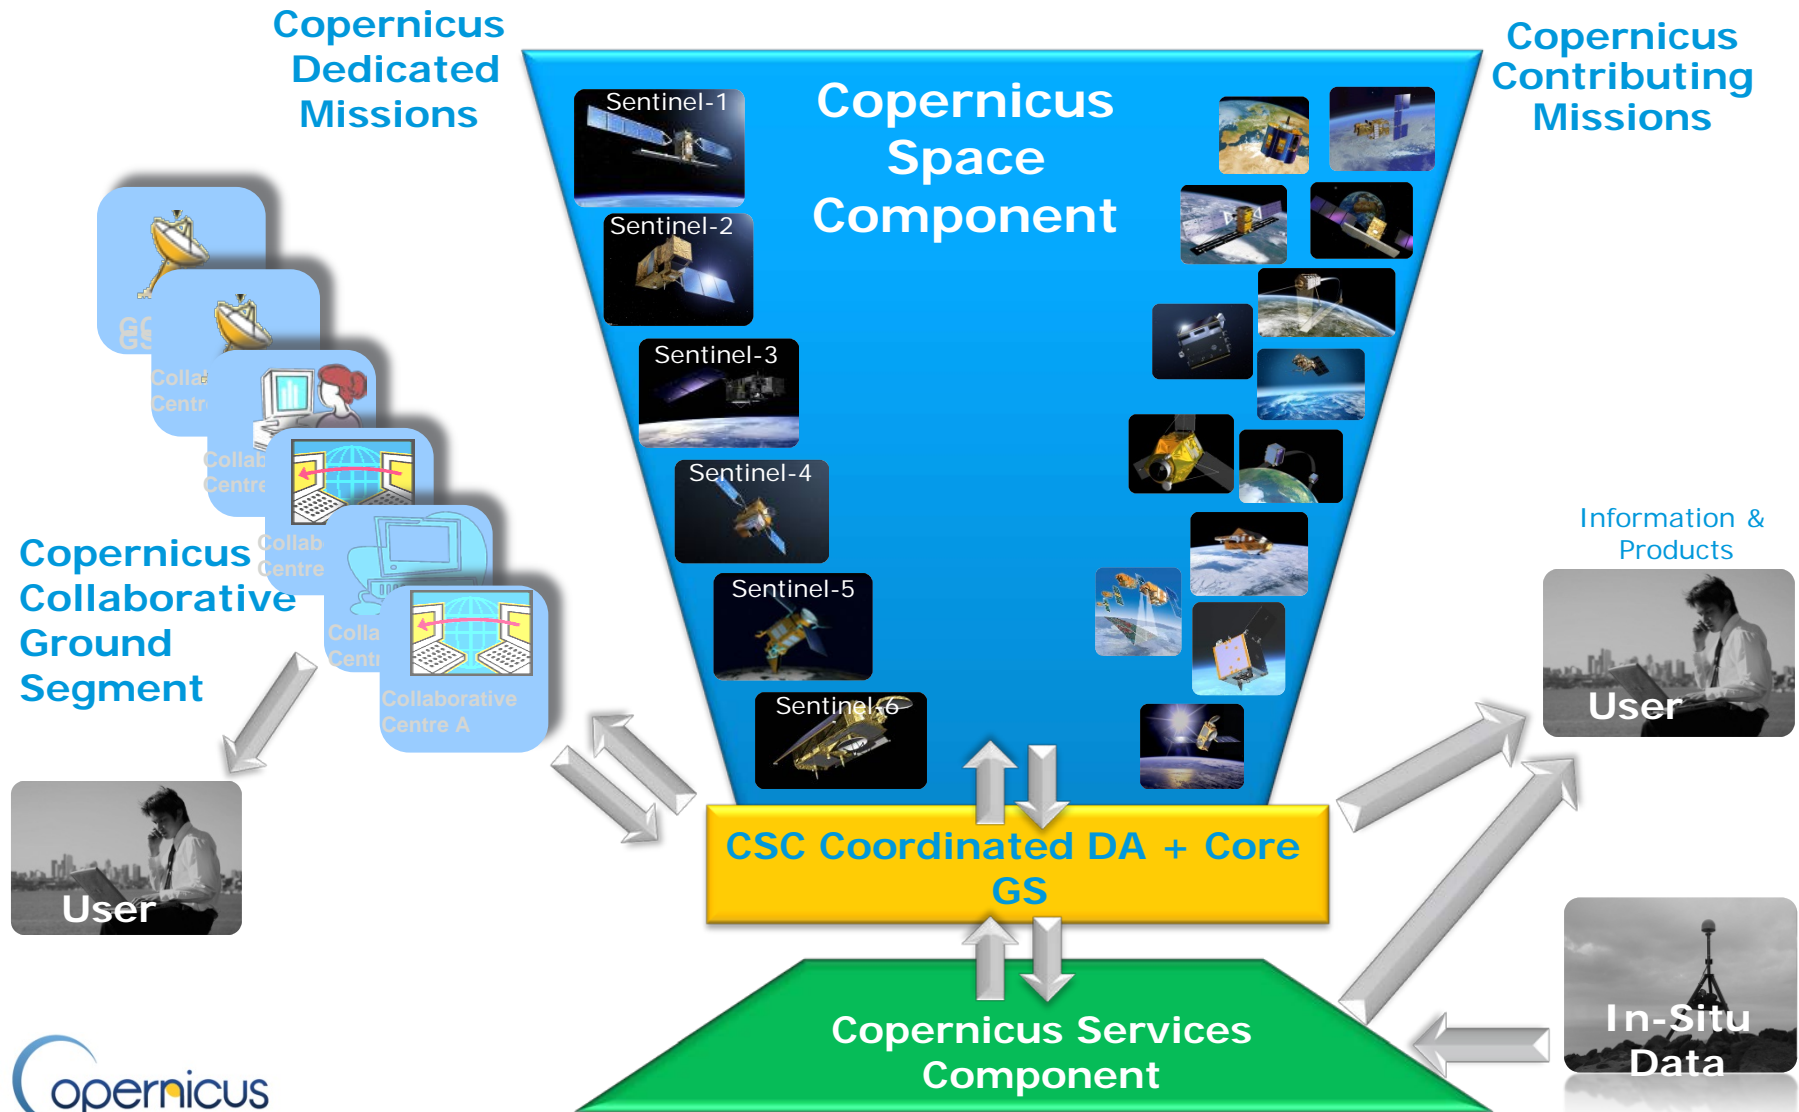 Copernicus
Dedicated
Missions
Copernicus
Space
Component
Copernicus
Contributing
Missions
Sentinel-1
Sentinel-2
Sentinel-3
Sentinel-4
Sentinel-5
Sentinel-6
Copernicus
Collaborative
Ground
Segment
Collaborative
Centre A
User
CSC Coordinated DA + Core
GS
Copernicus Services
Component
Information &
Products
User
In-Situ
Data
opernicus